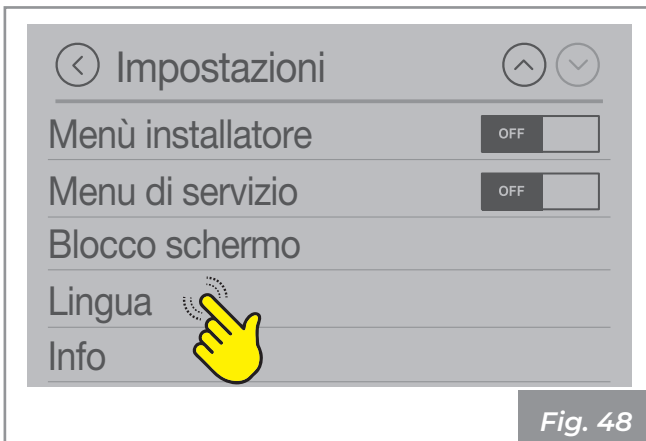 Impostazioni
Menù installatore OFF
Menu di servizio OFF
Blocco schermo
Lingua
Info
Fig. 48